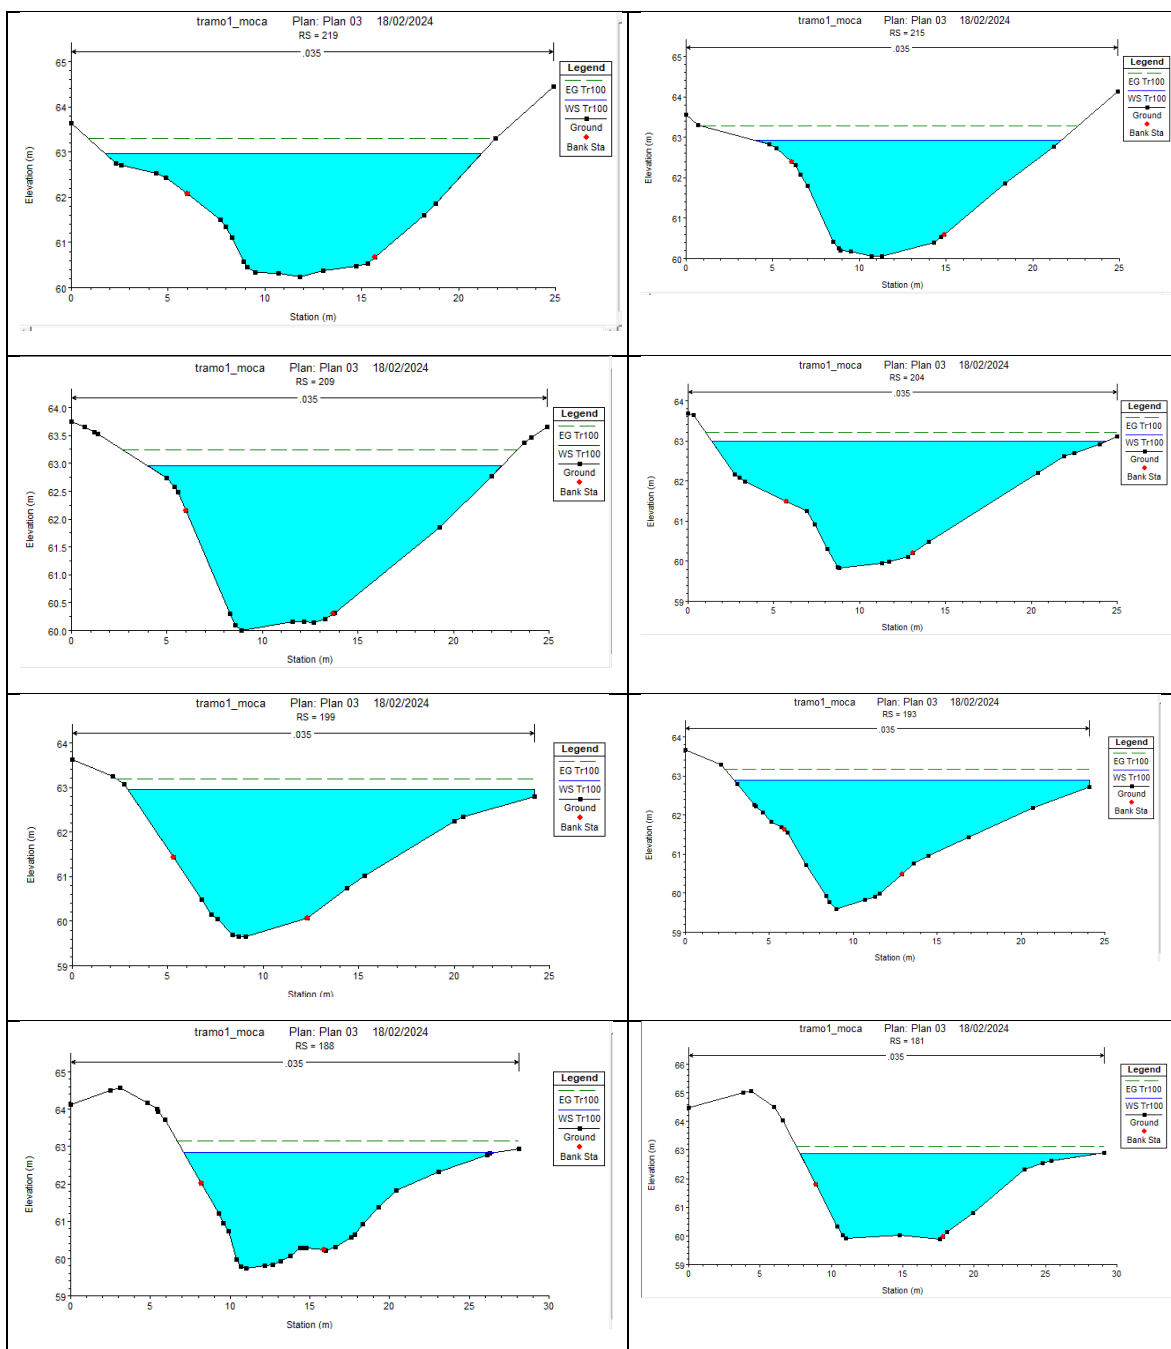 tramo1_moca Plan: Plan 03 18/02/2024
RS = 219
.035
Legend
EG Tr100
WS Tr100
Ground
Bank Sta
65
64
63
62
61
60
Elevation (m)
0 5 10 15 20 25
Station (m)
tramo1_moca Plan: Plan 03 18/02/2024
RS = 215
.035
Legend
EG Tr100
WS Tr100
Ground
Bank Sta
65
64
63
62
61
60
Elevation (m)
0 5 10 15 20 25
Station (m)
tramo1_moca Plan: Plan 03 18/02/2024
RS = 209
.035
Legend
EG Tr100
WS Tr100
Ground
Bank Sta
64.0
63.5
63.0
62.5
62.0
61.5
61.0
60.5
60.0
Elevation (m)
0 5 10 15 20 25
Station (m)
tramo1_moca Plan: Plan 03 18/02/2024
RS = 204
.035
Legend
EG Tr100
WS Tr100
Ground
Bank Sta
64
63
62
61
60
59
Elevation (m)
0 5 10 15 20 25
Station (m)
tramo1_moca Plan: Plan 03 18/02/2024
RS = 199
.035
Legend
EG Tr100
WS Tr100
Ground
Bank Sta
64
63
62
61
60
59
Elevation (m)
0 5 10 15 20 25
Station (m)
tramo1_moca Plan: Plan 03 18/02/2024
RS = 193
.035
Legend
EG Tr100
WS Tr100
Ground
Bank Sta
64
63
62
61
60
59
Elevation (m)
0 5 10 15 20 25
Station (m)
tramo1_moca Plan: Plan 03 18/02/2024
RS = 188
.035
Legend
EG Tr100
WS Tr100
Ground
Bank Sta
65
64
63
62
61
60
59
Elevation (m)
0 5 10 15 20 25 30
Station (m)
tramo1_moca Plan: Plan 03 18/02/2024
RS = 181
.035
Legend
EG Tr100
WS Tr100
Ground
Bank Sta
66
65
64
63
62
61
60
59
Elevation (m)
0 5 10 15 20 25 30
Station (m)